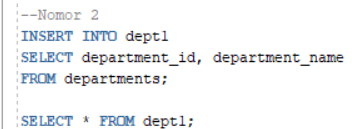 --Nomor 2
INSERT INTO dept1
SELECT department_id, department_name
FROM departments;
SELECT * FROM dept1;